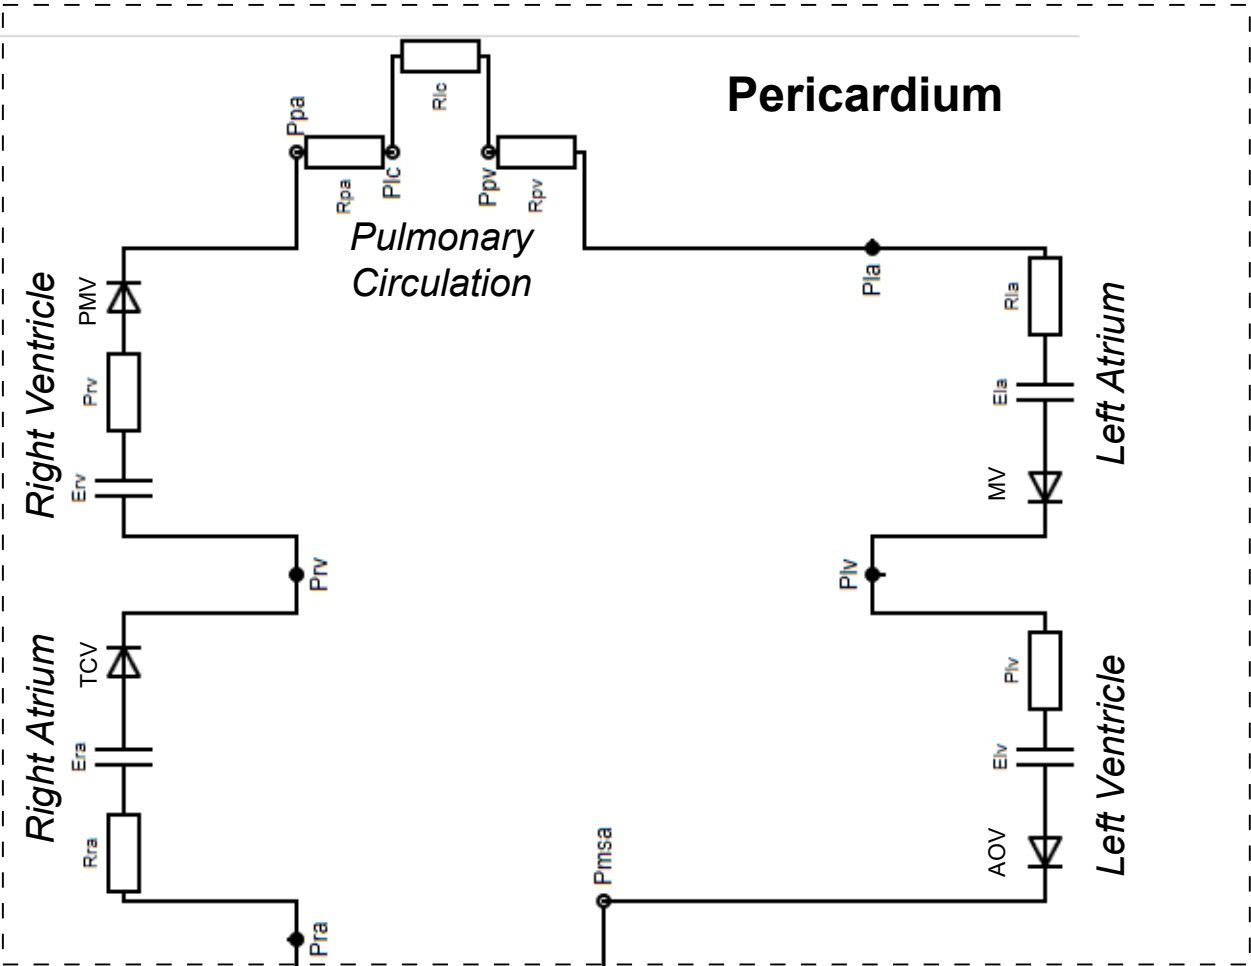 Pericardium
Ppa
Rlc
Rpa
Plc
Ppv
Rpv
Pulmonary
Circulation
Pla
Right Ventricle
PMV
Prv
Erv
Rla
Ela
MV
Left Atrium
Prv
Plv
Right Atrium
TCV
Era
Rra
Plv
Elv
AOV
Left Ventricle
Pmsa
Pra